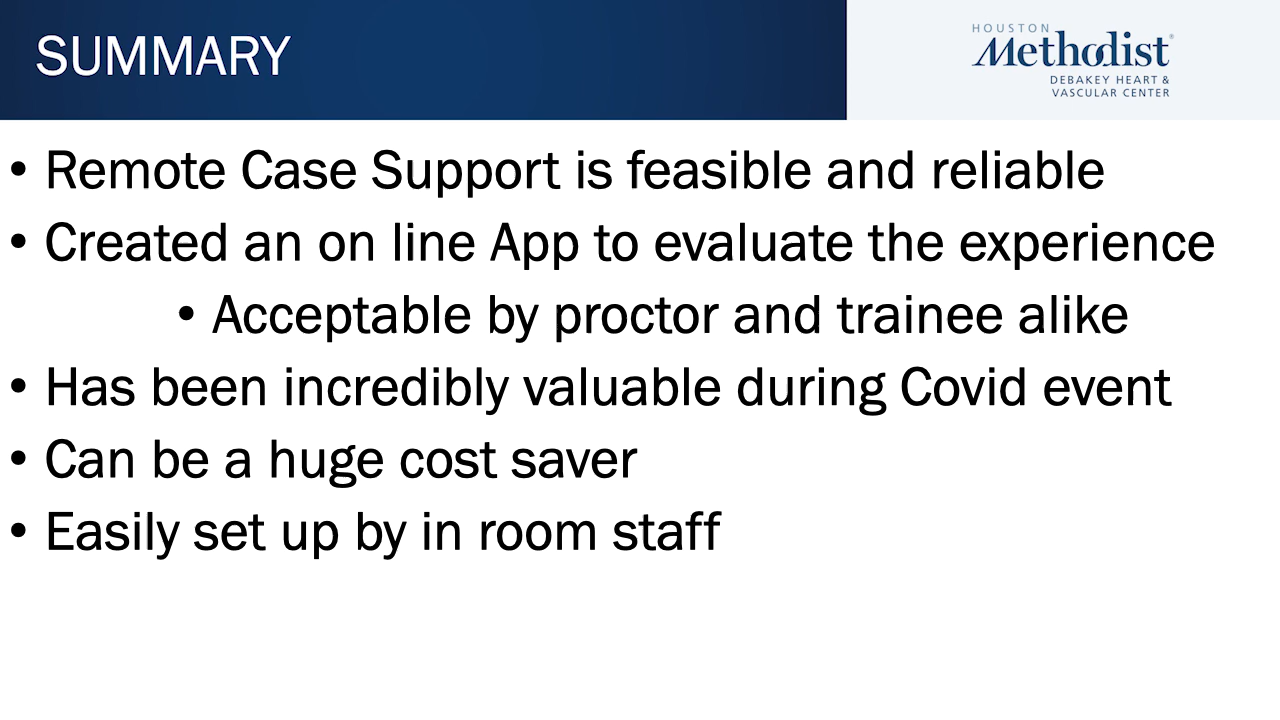 SUMMARY
HOUSTON
Methodist®
DEBAKEY HEART &
VASCULAR CENTER
• Remote Case Support is feasible and reliable
• Created an on line App to evaluate the experience
• Acceptable by proctor and trainee alike
• Has been incredibly valuable during Covid event
• Can be a huge cost saver
• Easily set up by in room staff